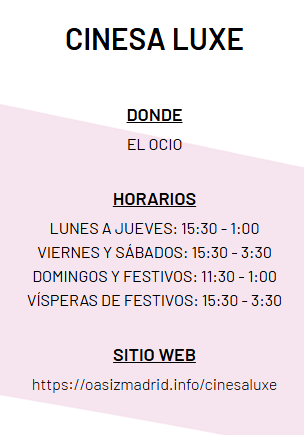 CINESA LUXE
DONDE
EL OCIO
HORARIOS
LUNES A JUEVES: 15:30 - 1:00
VIERNES Y SÁBADOS: 15:30 - 3:30
DOMINGOS Y FESTIVOS: 11:30 - 1:00
VÍSPERAS DE FESTIVOS: 15:30 - 3:30
SITIO WEB
https://oasizmadrid.info/cinesaluxe